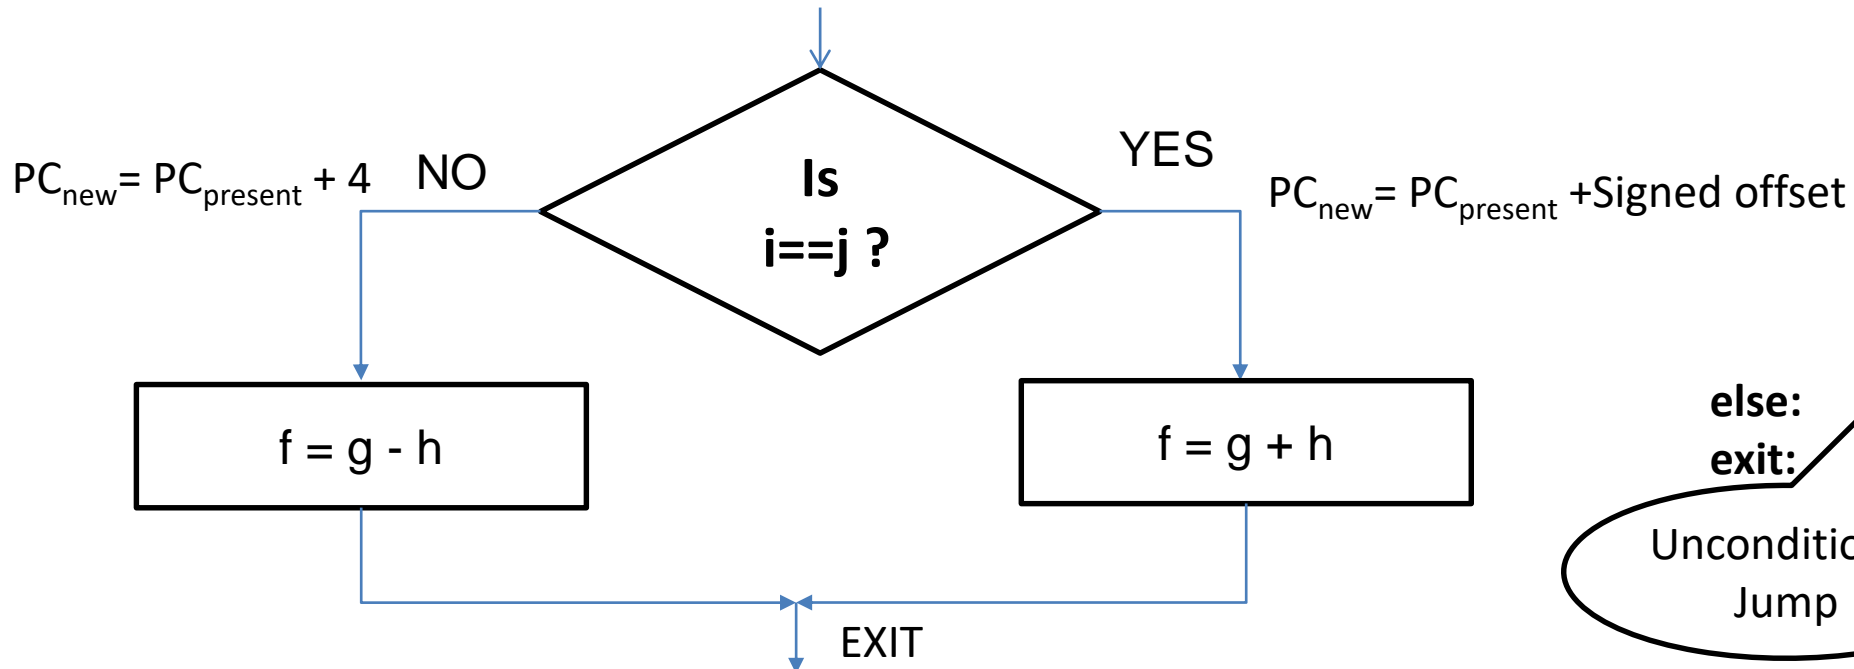 PCnew= PCpresent + 4
NO
Is
i==j ?
YES
PCnew= PCpresent +Signed offset
f = g - h
f = g + h
else:
exit:
Jump
EXIT